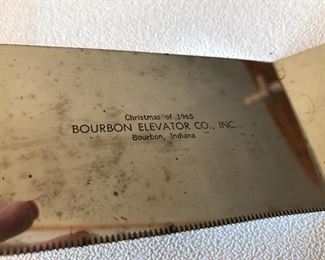 Christmas of 1965
BOURBON ELEVATOR CO., INC.
Bourbon, Indiana